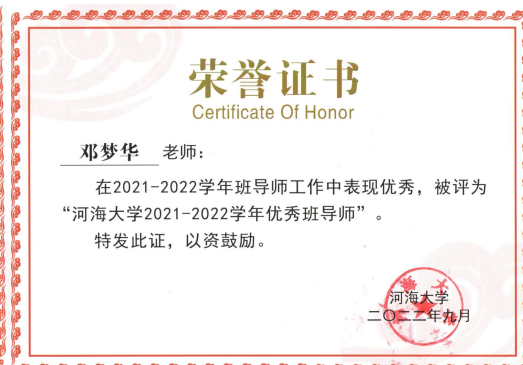 荣誉证书
Certificate Of Honor
邓梦华 老师：
在2021-2022学年班导师工作中表现优秀，被评为
“河海大学2021-2022学年优秀班导师”。
特发此证，以资鼓励。
河海大学
二〇二二年九月